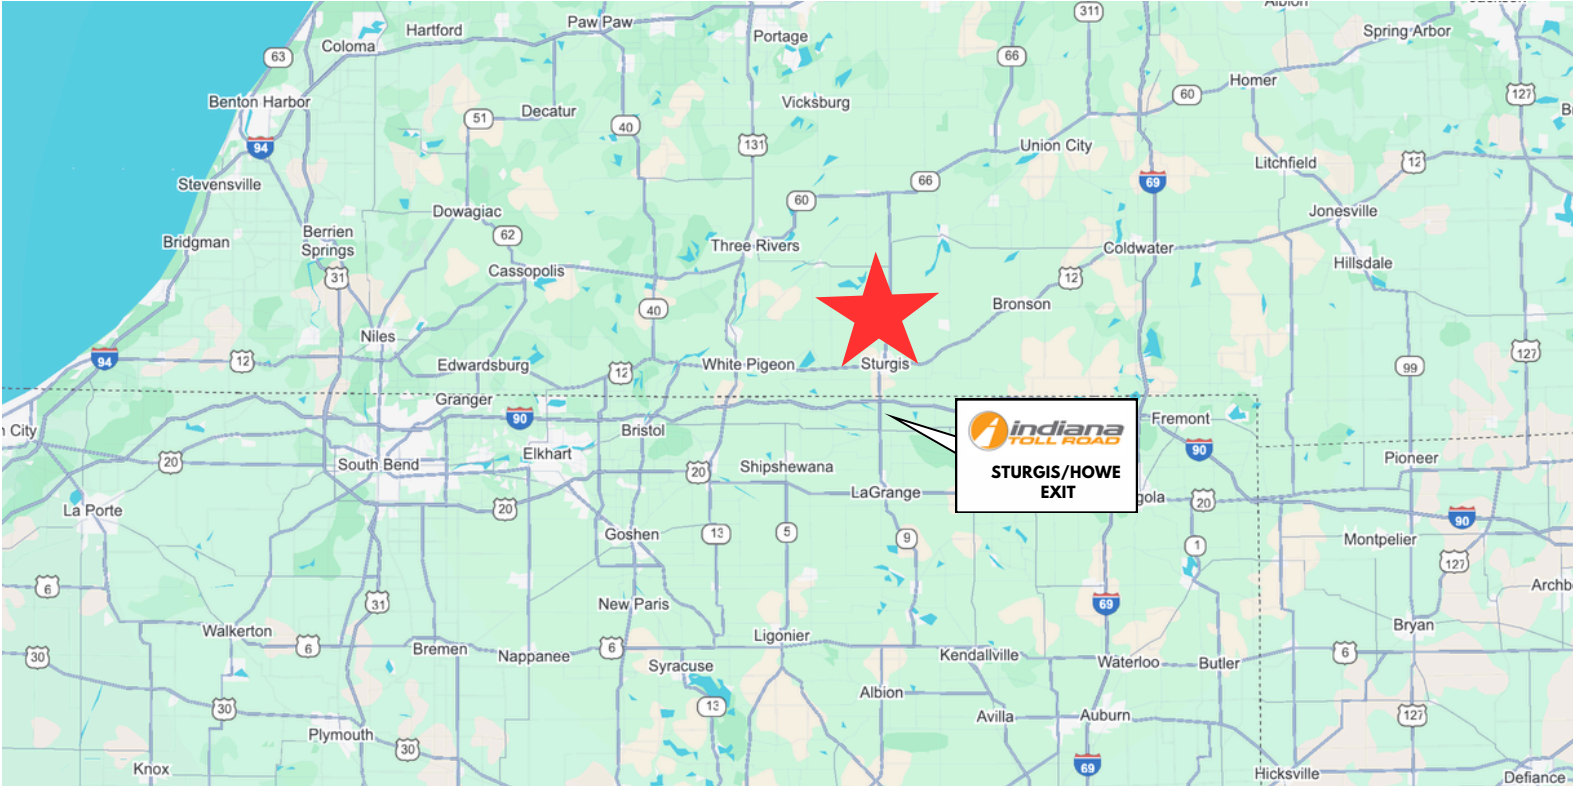 Hartford
Paw Paw
311
Albion
Coloma
Portage
Spring Arbor
63
66
Homer
Benton Harbor
Vicksburg
60
127
Decatur
51
40
94
131
Union City
Litchfield
12
Stevensville
66
69
60
Dowagiac
Jonesville
Bridgman
Berrien
Springs
62
Three Rivers
Coldwater
Hillsdale
31
Cassopolis
12
Bronson
40
Niles
94
12
Edwardsburg
12
White Pigeon
Sturgis
127
99
Granger
90
Fremont
n City
Bristol
indiana
TOLL ROAD
STURGIS/HOWE
EXIT
90
20
South Bend
Elkhart
20
Shipshewana
Pioneer
LaGrange
gola
20
La Porte
20
90
Goshen
13
5
9
1
Montpelier
127
6
Archb
31
New Paris
69
Walkerton
6
Bremen
Nappanee
6
Ligonier
Bryan
30
Syracuse
Kendallville
Waterloo
Butler
6
30
13
Albion
Avilla
Auburn
127
Plymouth
30
Knox
69
Hicksville
Defiance